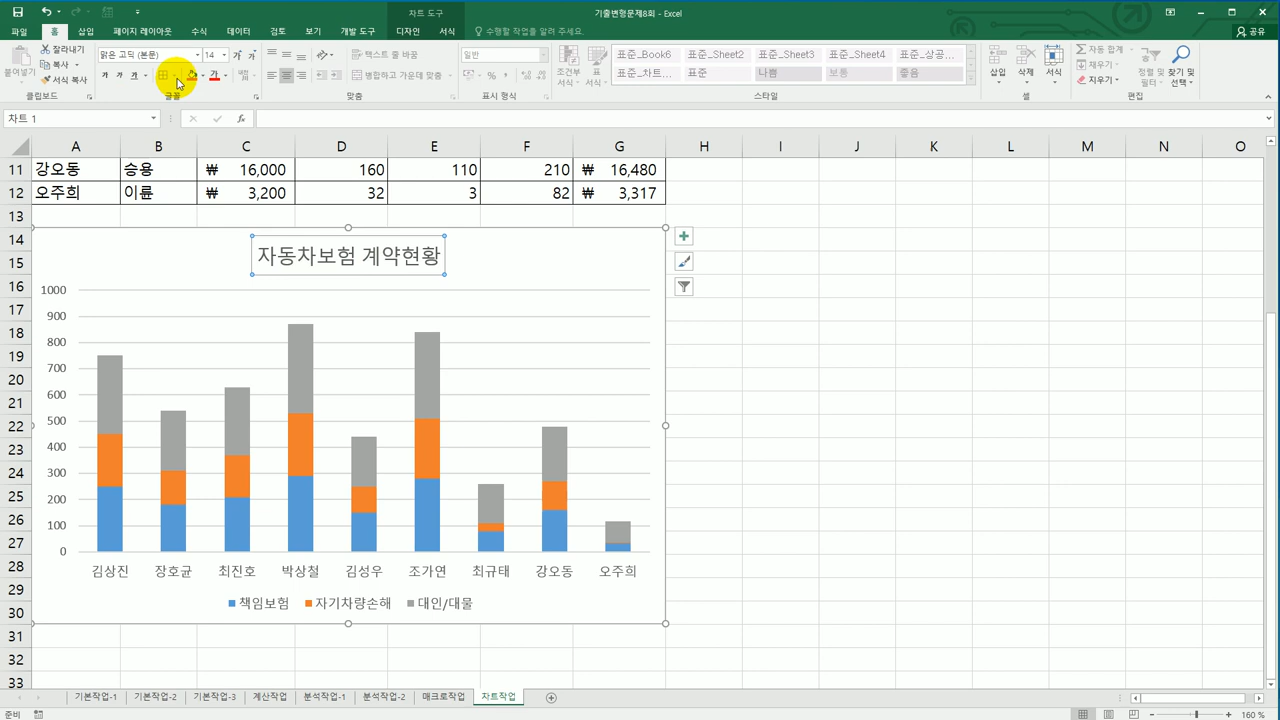 차트 도구
기출변형문제8회 - Excel
파일 홈 삽입 페이지 레이아웃 수식 데이터 검토 보기 개발 도구 디자인 서식 수행할 작업을 알려 주세요. 공유
붙여넣기
잘라내기
복사
서식 복사
클립보드
맑은 고딕 (본문) 14
가 가 가
글꼴
텍스트 줄 바꿈
병합하고 가운데 맞춤
맞춤
일반
표시 형식
조건부 서식
표 서식
표준_Book6 표준_Sheet2 표준_Sheet3 표준_Sheet4 표준_상공...
표준_차트... 표준 나쁨 보통 좋음
스타일
삽입 삭제 서식
셀
자동 합계
채우기
지우기
정렬 및 필터
찾기 및 선택
편집
차트 1
fx
A B C D E F G H I J K L M N O
11 강오동 승용 ₩ 16,000 160 110 210 ₩ 16,480
12 오주희 이륜 ₩ 3,200 32 3 82 ₩ 3,317
13
14
15
16
17
18
19
20
21
22
23
24
25
26
27
28
29
30
31
32
33
자동차보험 계약현황
1000
900
800
700
600
500
400
300
200
100
0
김상진 장호균 최진호 박상철 김성우 조가연 최규태 강오동 오주희
책임보험 자기차량손해 대인/대물
기본작업-1 기본작업-2 기본작업-3 계산작업 분석작업-1 분석작업-2 매크로작업 차트작업
준비
160 %